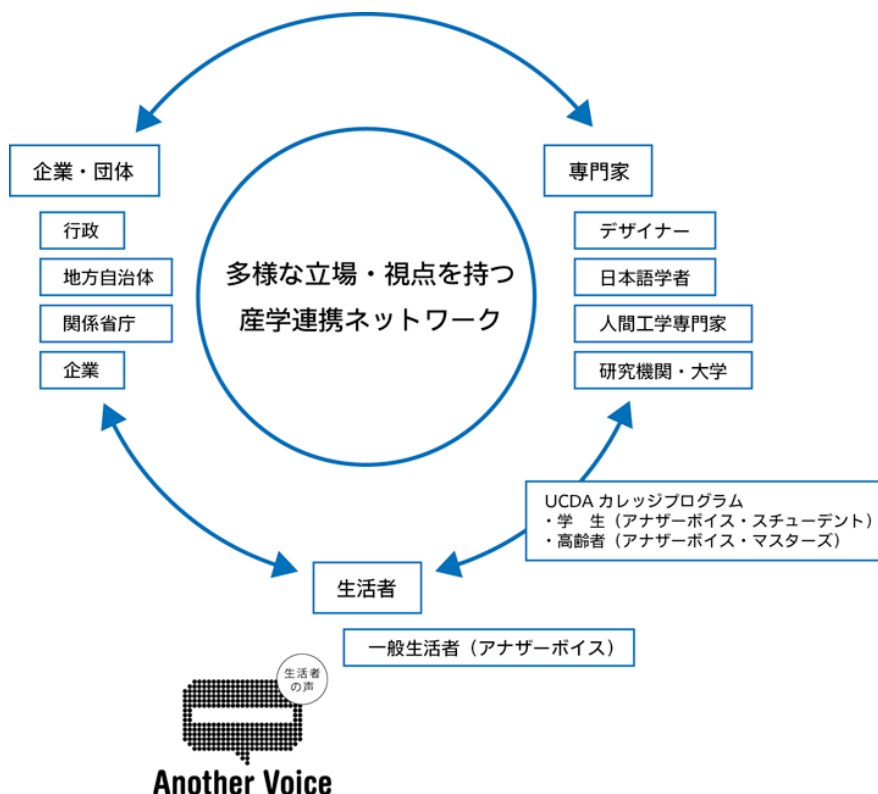 企業・団体
行政
地方自治体
関係省庁
企業
多様な立場・視点を持つ
産学連携ネットワーク
専門家
デザイナー
日本語学者
人間工学専門家
研究機関・大学
UCDA カレッジプログラム
・学　生（アナザーボイス・スチューデント）
・高齢者（アナザーボイス・マスターズ）
生活者
一般生活者（アナザーボイス）
生活者
の声
Another Voice